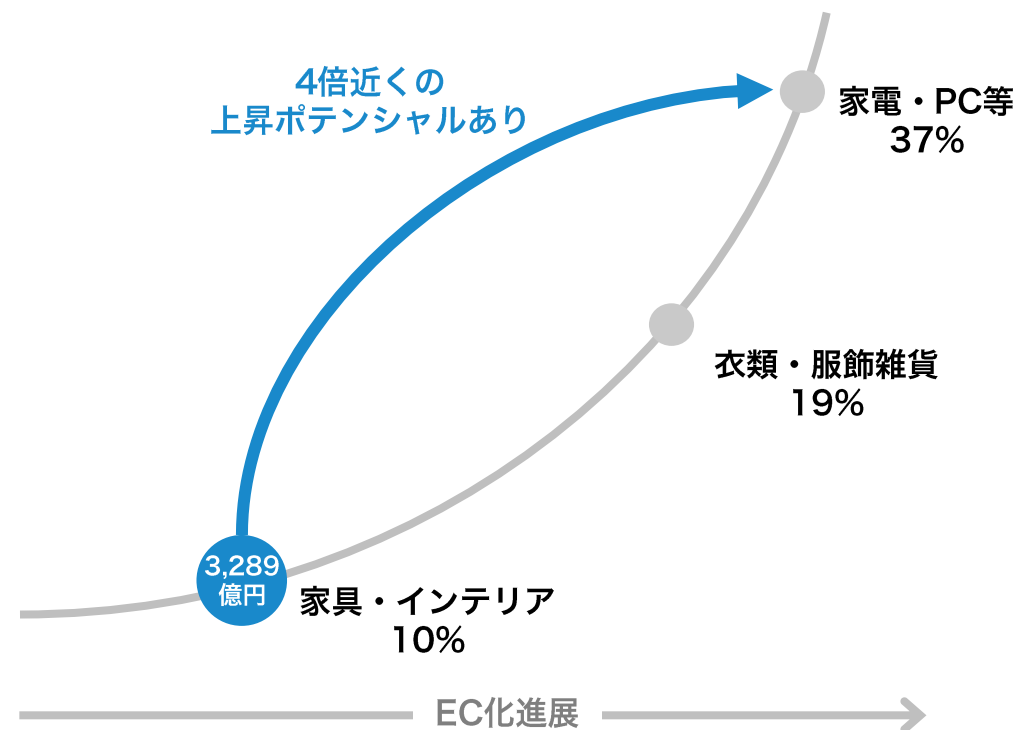 4倍近くの
上昇ポテンシャルあり
家電・PC等
37%
衣類・服飾雑貨
19%
3,289
億円
家具・インテリア
10%
EC化進展